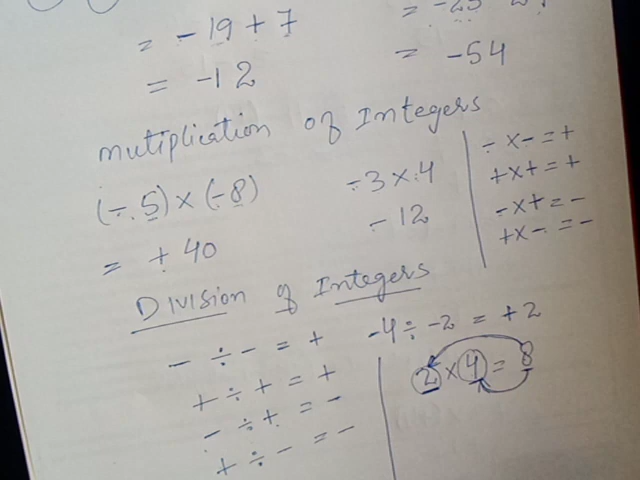 = -19 + 7
= -12
= -54
mutiplication of Integers
(-5) × (-8)
= + 40
-3 × 4
- 12
- × - = +
+ × + = +
- × + = -
+ × - = -
Division of Integers
- ÷ - = +
+ ÷ + = +
- ÷ + = -
+ ÷ - = -
-4 ÷ -2 = +2
2 × 4 = 8